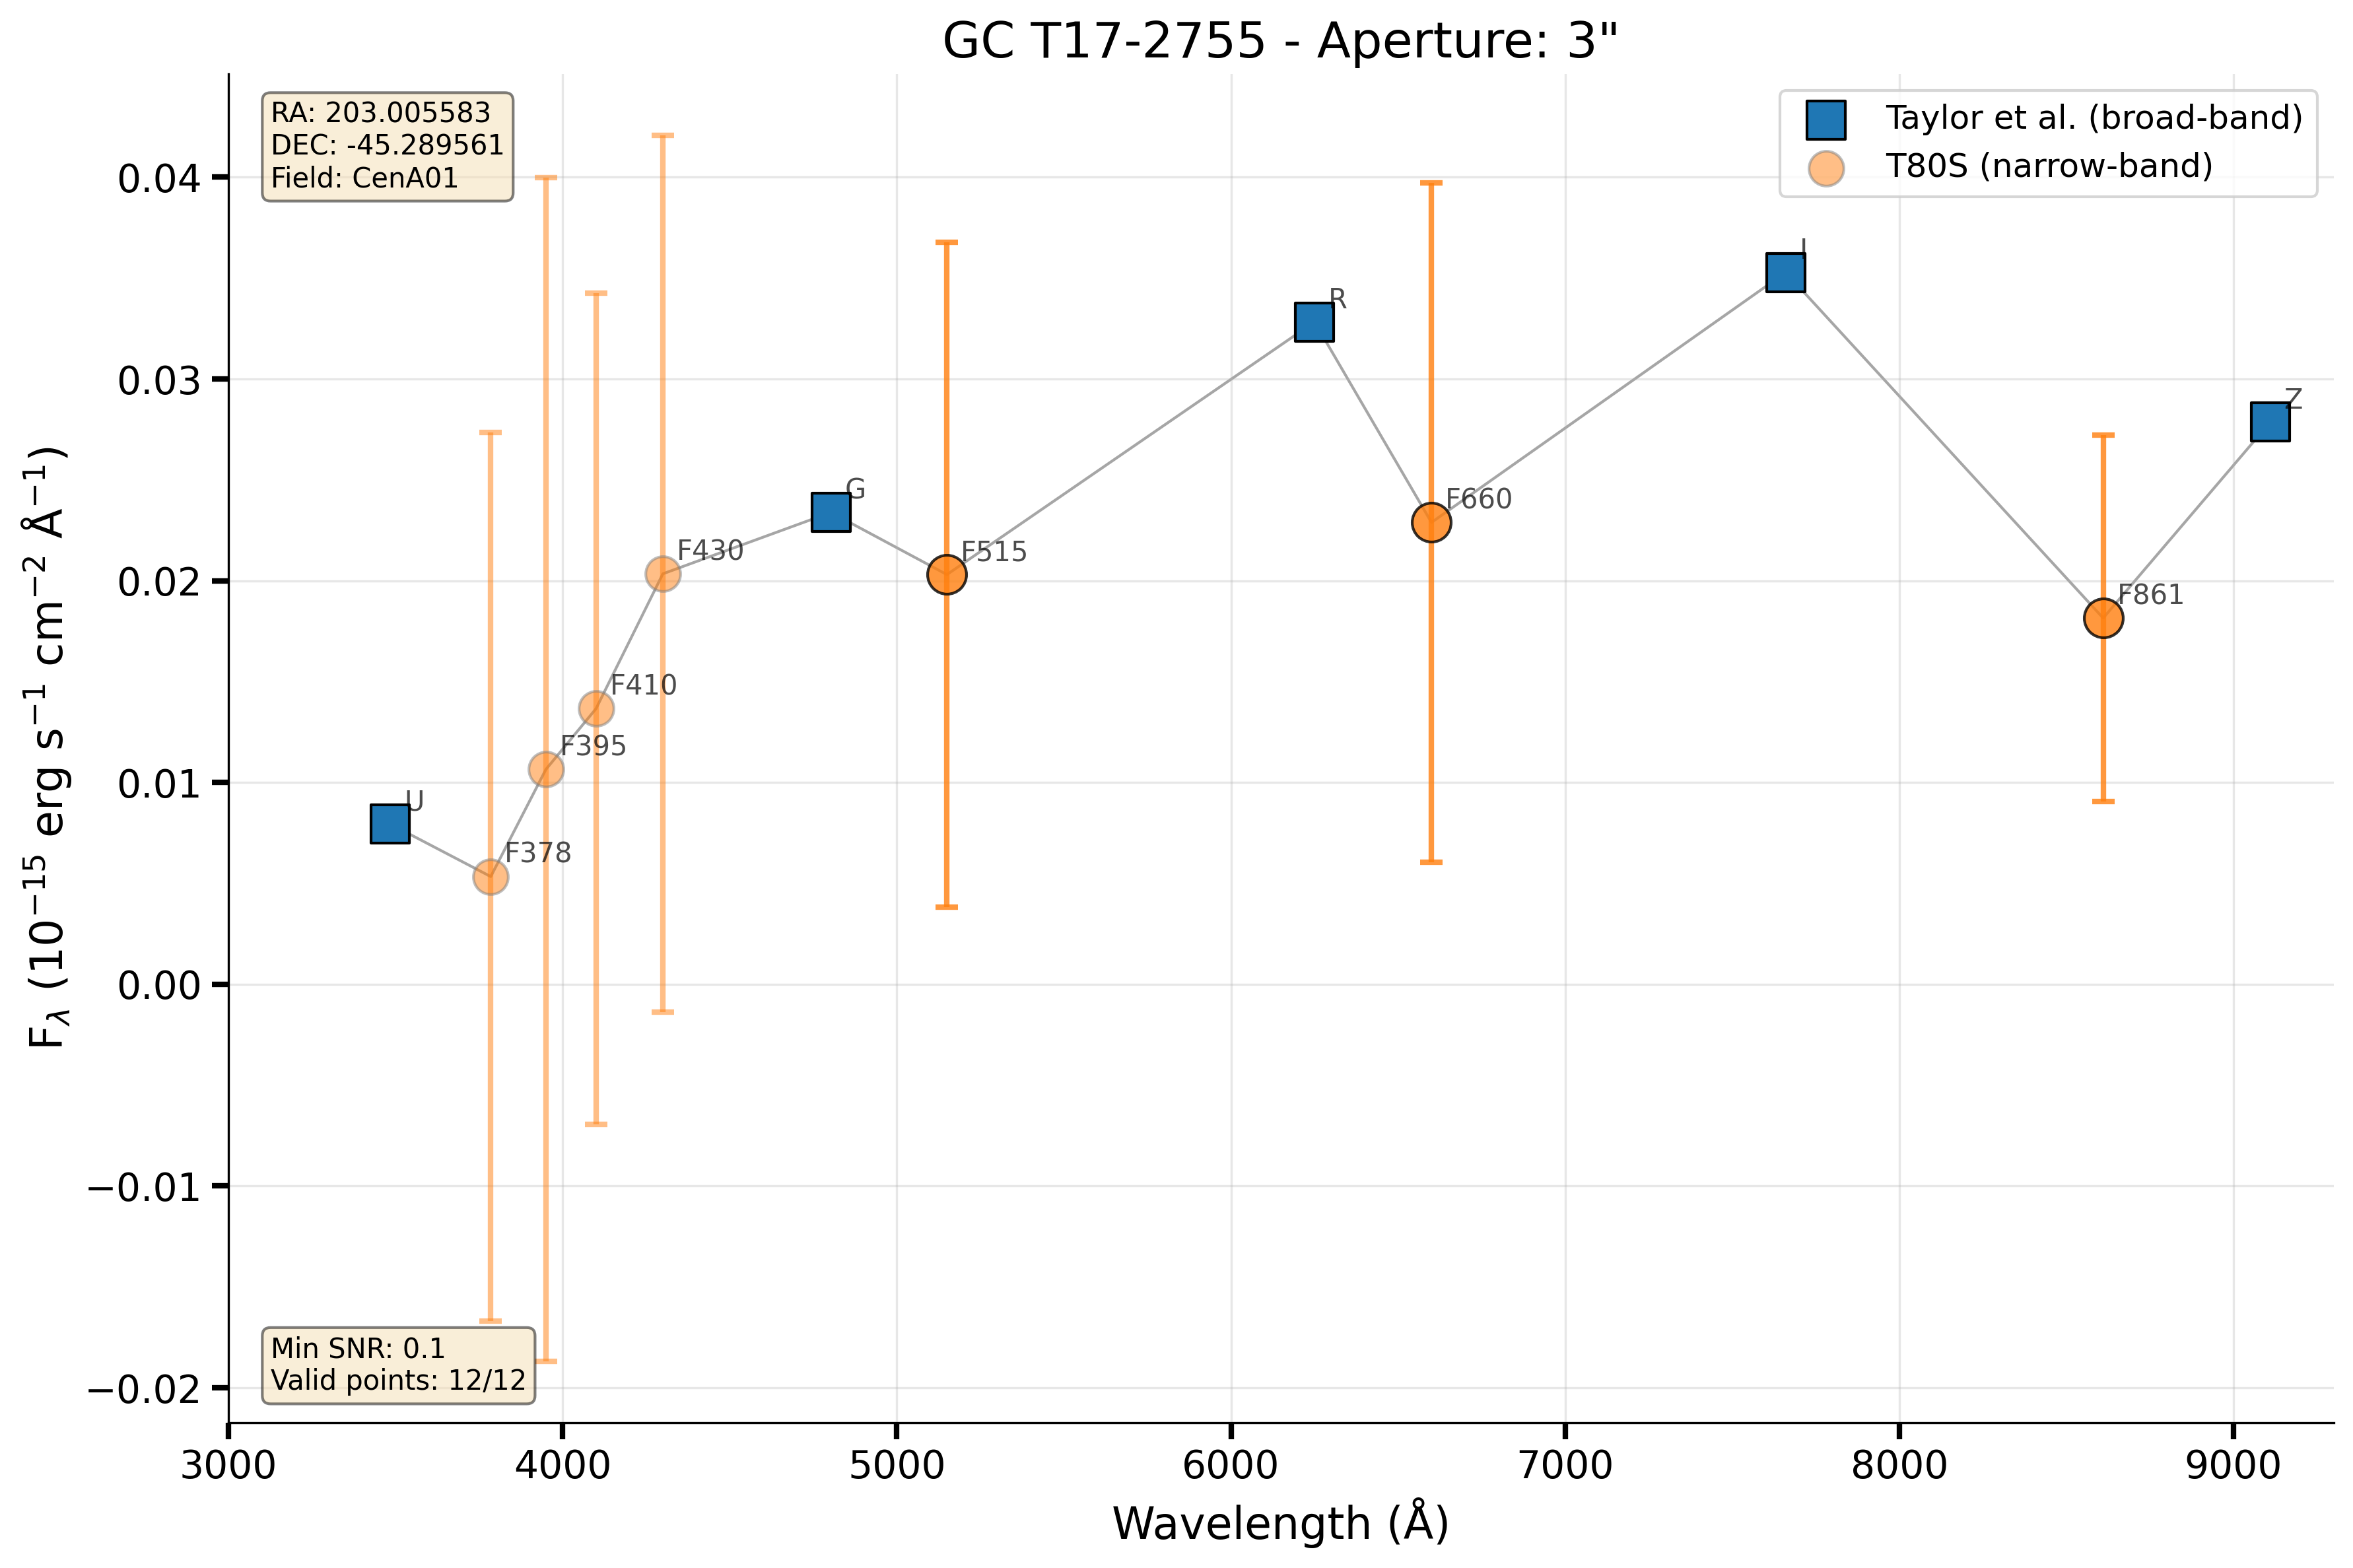 GC T17-2755 - Aperture: 3"
RA: 203.005583
DEC: -45.289561
Field: CenA01
Taylor et al. (broad-band)
T80S (narrow-band)
0.04
0.03
0.02
0.01
0.00
−0.01
−0.02
F_λ (10⁻¹⁵ erg s⁻¹ cm⁻² Å⁻¹)
U
F378
F395
F410
F430
G
F515
R
F660
I
F861
Z
Min SNR: 0.1
Valid points: 12/12
3000 4000 5000 6000 7000 8000 9000
Wavelength (Å)